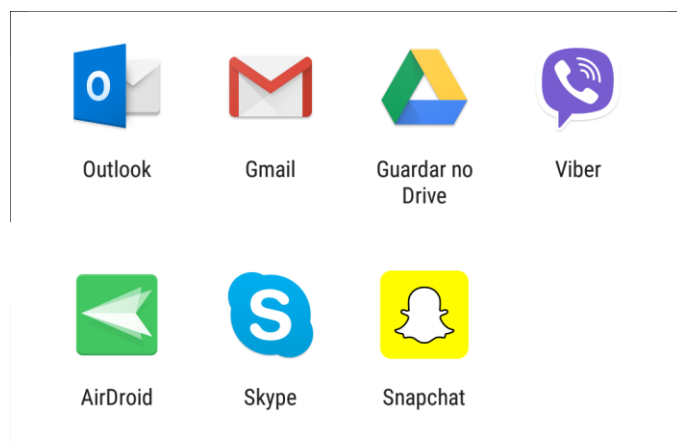 O
Outlook
Gmail
Guardar no
Drive
Viber
S
AirDroid
Skype
Snapchat